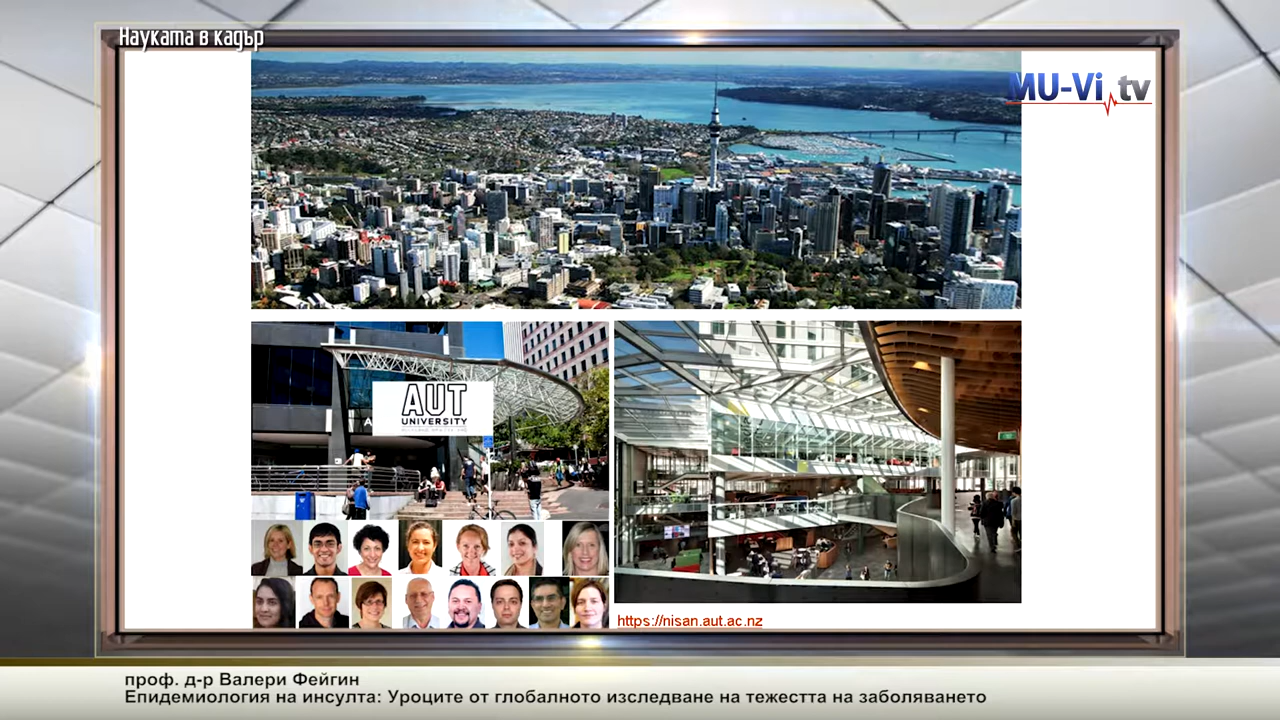 Науката в кадър
MU-Vi.tv
AUT
UNIVERSITY
https://nisan.aut.ac.nz
проф. д-р Валери Фейгин
Епидемиология на инсулта: Уроците от глобалното изследване на тежестта на заболяването